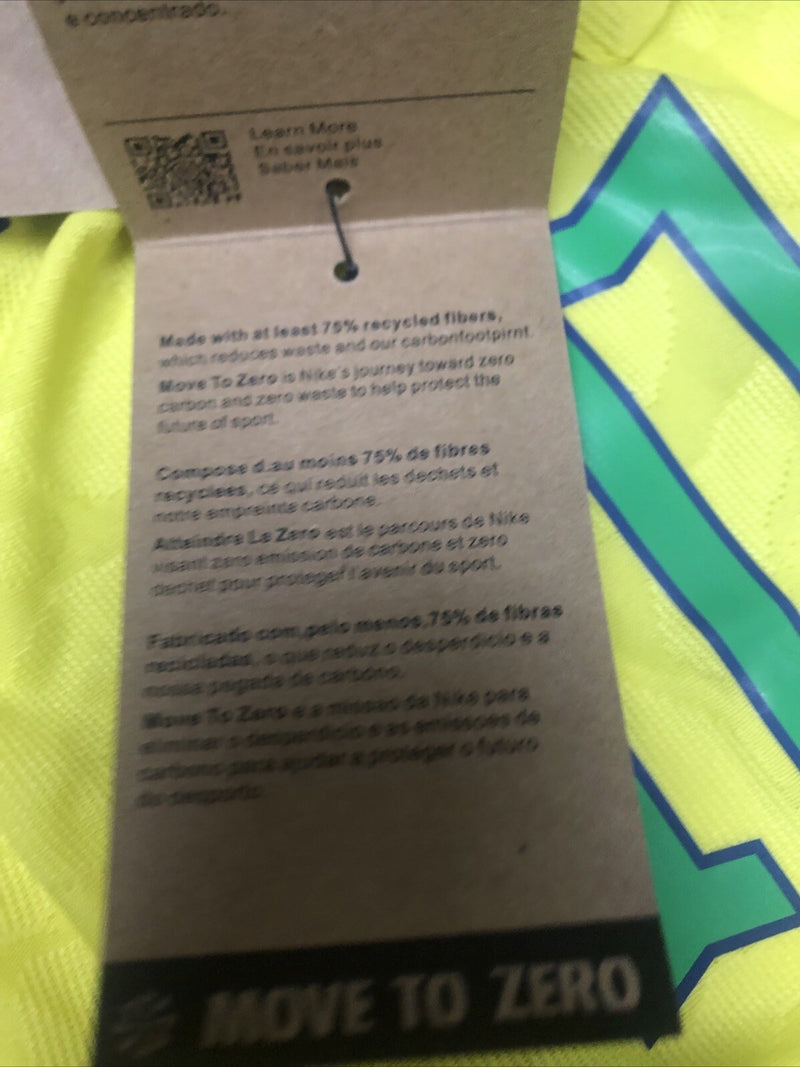 e concentrado.
Learn More
En savoir plus
Saber Mais
Made with at least 75% recycled fibers,
which reduces waste and our carbonfootpirnt.
Move To Zero is Nike's journey toward zero
carbon and zero waste to help protect the
future of sport.
Compose d.au moins 75% de fibres
recyclees, ce qui reduit les dechets et
notre empreinte carbone.
Atteindre Le Zero est le parcours de Nike
visant zero emission de carbone et zero
dechet pour protegef l'avenir du sport.
Fabricado com,pelo menos,75% de fibras
recicladas, o que reduz o desperdicio e a
nossa pegada de carbono.
Move To Zero e a missao da Nike para
eliminar o desperdicio e as emissoes de
carbono para ajudar a proteger o futuro
do desporto.
MOVE TO ZERO